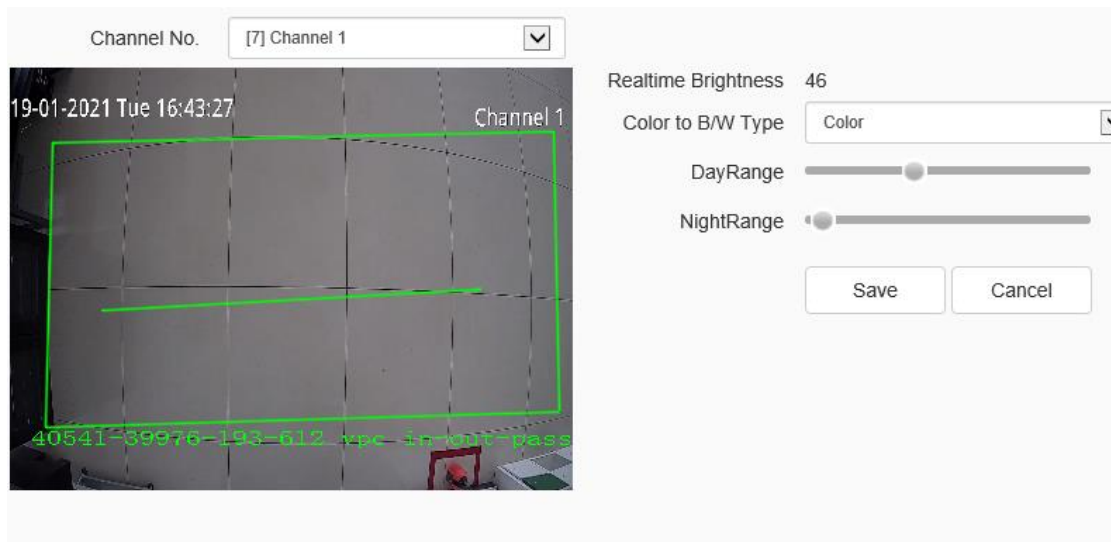 Channel No.
[7] Channel 1
19-01-2021 Tue 16:43:27
Channel 1
40541-39976-193-612 vpc in-out-pass
Realtime Brightness 46
Color to B/W Type Color
DayRange
NightRange
Save Cancel